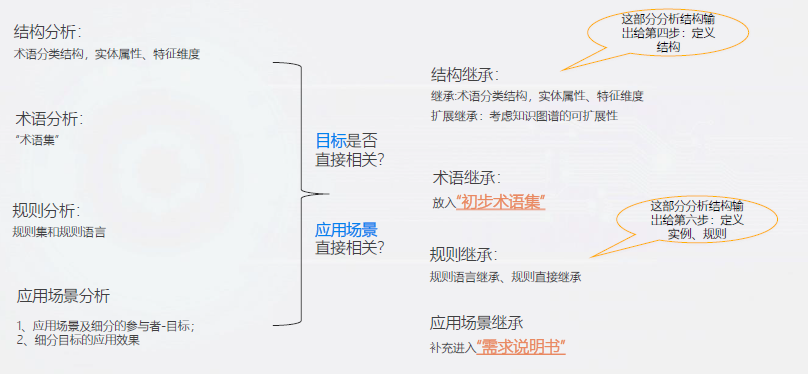 结构分析：
术语分类结构，实体属性、特征维度
术语分析：
“术语集”
规则分析：
规则集和规则语言
应用场景分析
1、应用场景及细分的参与者-目标；
2、细分目标的应用效果
目标是否
直接相关？
应用场景
直接相关？
这部分分析结构输
出给第四步：定义
结构
结构继承：
继承:术语分类结构，实体属性、特征维度
扩展继承：考虑知识图谱的可扩展性
术语继承：
放入“初步术语集”
这部分分析结构输
出给第六步：定义
实例、规则
规则继承：
规则语言继承、规则直接继承
应用场景继承
补充进入“需求说明书”